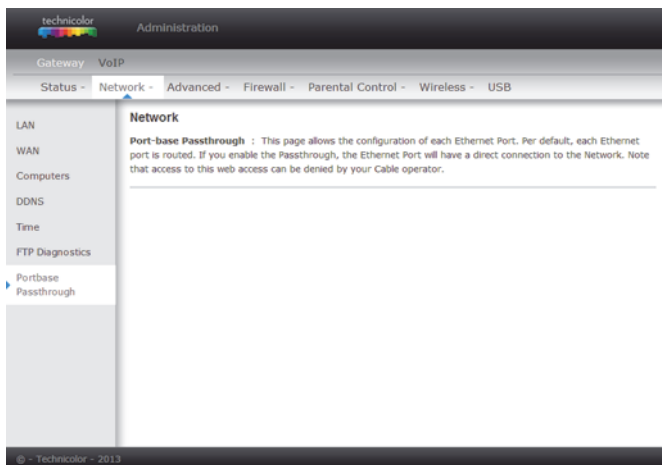 technicolor
Administration
Gateway VoIP
Status - Network - Advanced - Firewall - Parental Control - Wireless - USB
LAN
WAN
Computers
DDNS
Time
FTP Diagnostics
Portbase
Passthrough
Network
Port-base Passthrough : This page allows the configuration of each Ethernet Port. Per default, each Ethernet
port is routed. If you enable the Passthrough, the Ethernet Port will have a direct connection to the Network. Note
that access to this web access can be denied by your Cable operator.
© - Technicolor - 2013